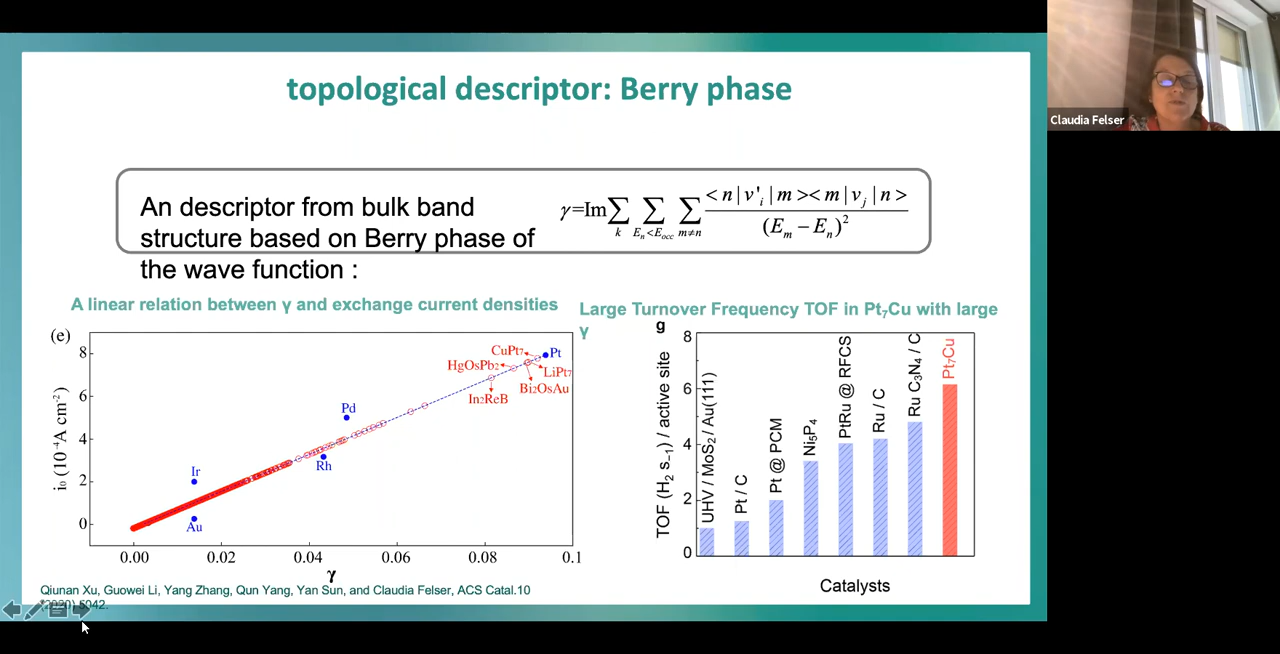 topological descriptor: Berry phase
Claudia Felser
An descriptor from bulk band
structure based on Berry phase of
the wave function :
γ=Im∑k ∑Eₙ<Eocc ∑m≠n <n|v'ᵢ|m><m|vⱼ|n> / (Eₘ − Eₙ)²
A linear relation between γ and exchange current densities
Large Turnover Frequency TOF in Pt₇Cu with large
γ
(e)
i₀ (10⁻⁴A cm⁻²)
8
6
4
2
0
0.00 0.02 0.04 0.06 0.08 0.1
γ
CuPt₇
Pt
HgOsPb₂
LiPt₇
Bi₂OsAu
In₂ReB
Pd
Rh
Ir
Au
g
TOF (H₂ s₋₁) / active site
8
6
4
2
0
UHV / MoS₂ / Au(111)
Pt / C
Pt @ PCM
Ni₅P₄
PtRu @ RFCS
Ru / C
Ru C₃N₄ / C
Pt₇Cu
Catalysts
Qiunan Xu, Guowei Li, Yang Zhang, Qun Yang, Yan Sun, and Claudia Felser, ACS Catal.10
(2020) 5042.